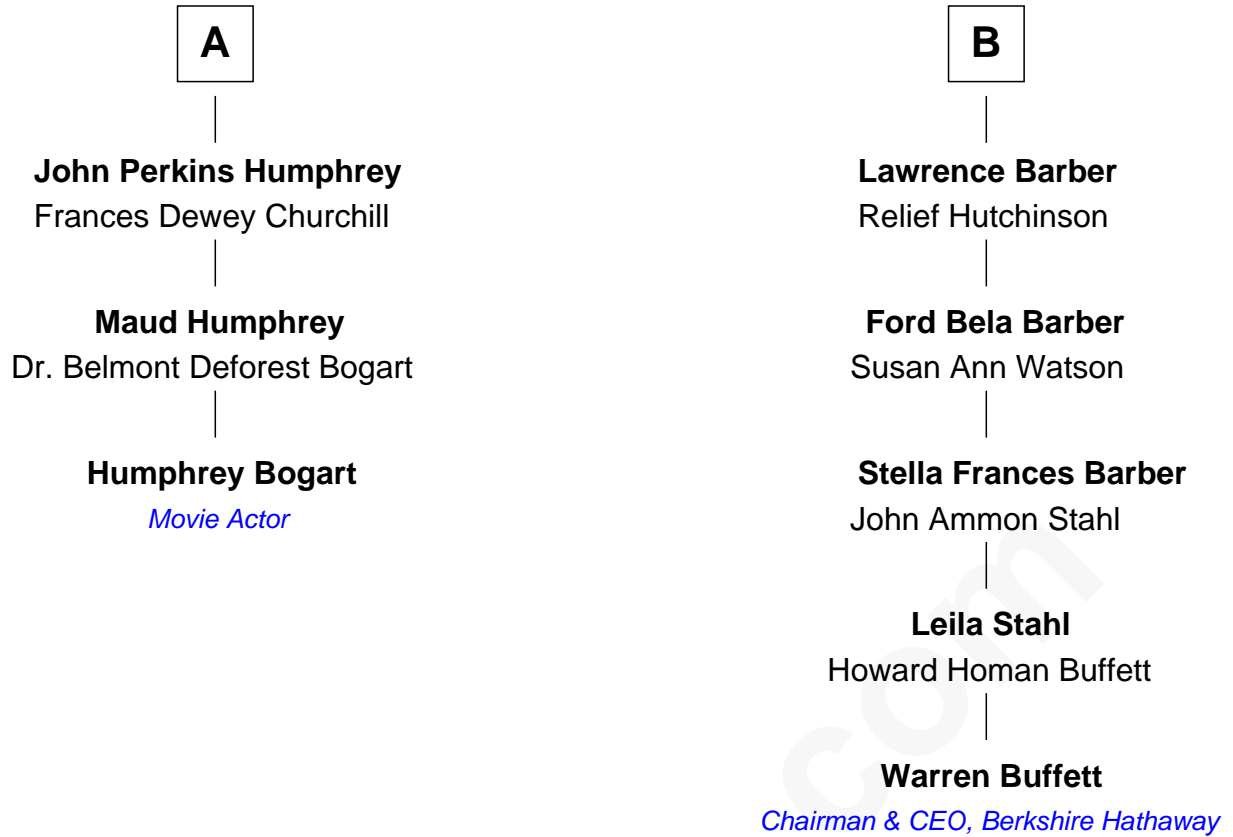 A
John Perkins Humphrey
Frances Dewey Churchill
Maud Humphrey
Dr. Belmont Deforest Bogart
Humphrey Bogart
Movie Actor
B
Lawrence Barber
Relief Hutchinson
Ford Bela Barber
Susan Ann Watson
Stella Frances Barber
John Ammon Stahl
Leila Stahl
Howard Homan Buffett
Warren Buffett
Chairman & CEO, Berkshire Hathaway
com